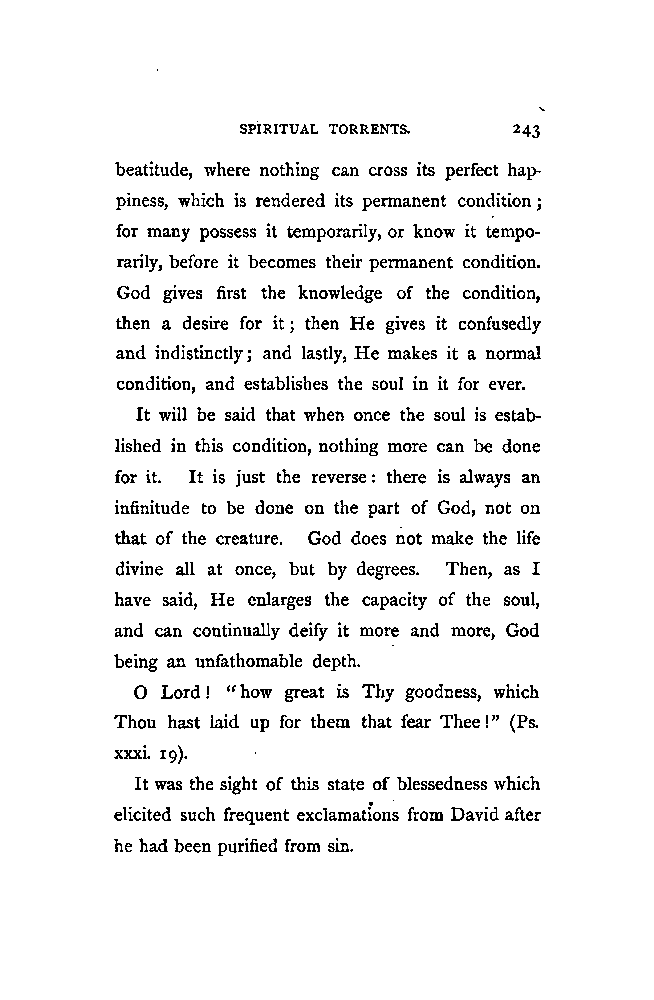 SPIRITUAL TORRENTS. 243
beatitude, where nothing can cross its perfect hap-
piness, which is rendered its permanent condition;
for many possess it temporarily, or know it tempo-
rarily, before it becomes their permanent condition.
God gives first the knowledge of the condition,
then a desire for it; then He gives it confusedly
and indistinctly; and lastly, He makes it a normal
condition, and establishes the soul in it for ever.
It will be said that when once the soul is estab-
lished in this condition, nothing more can be done
for it. It is just the reverse: there is always an
infinitude to be done on the part of God, not on
that of the creature. God does not make the life
divine all at once, but by degrees. Then, as I
have said, He enlarges the capacity of the soul,
and can continually deify it more and more, God
being an unfathomable depth.
O Lord! "how great is Thy goodness, which
Thou hast laid up for them that fear Thee!" (Ps.
xxxi. 19).
It was the sight of this state of blessedness which
elicited such frequent exclamations from David after
he had been purified from sin.